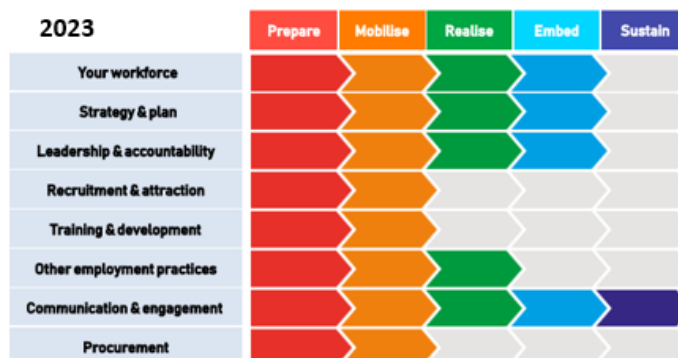 2023 Prepare Mobilise Realise Embed Sustain
Your workforce
Strategy & plan
Leadership & accountability
Recruitment & attraction
Training & development
Other employment practices
Communication & engagement
Procurement